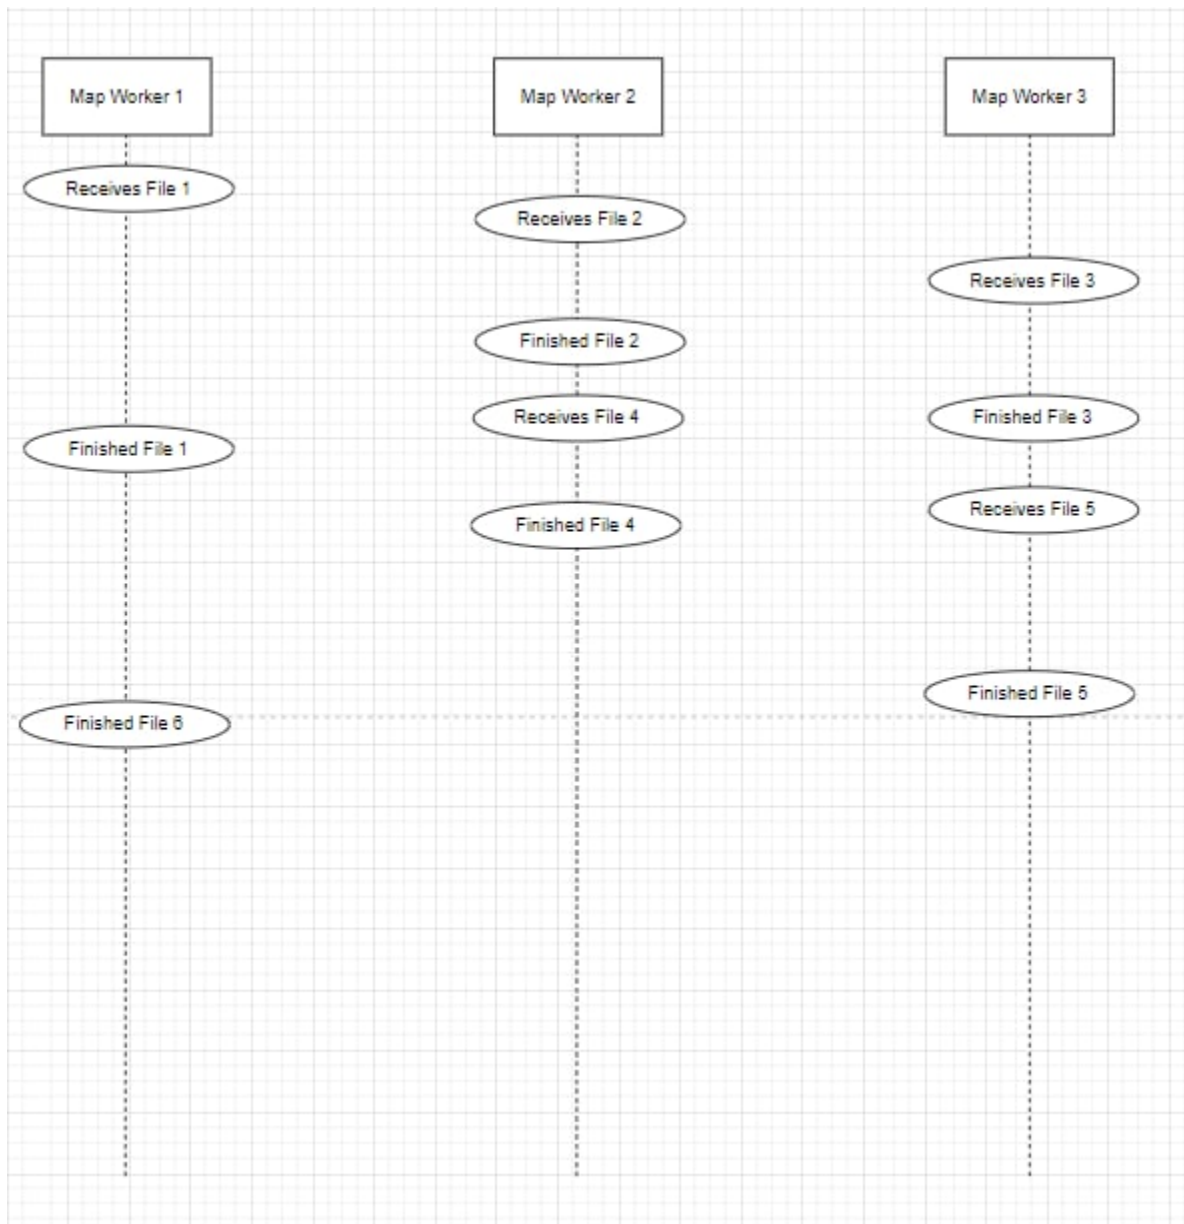 Map Worker 1
Map Worker 2
Map Worker 3
Receives File 1
Receives File 2
Receives File 3
Finished File 2
Receives File 4
Finished File 3
Finished File 1
Receives File 5
Finished File 4
Finished File 5
Finished File 6